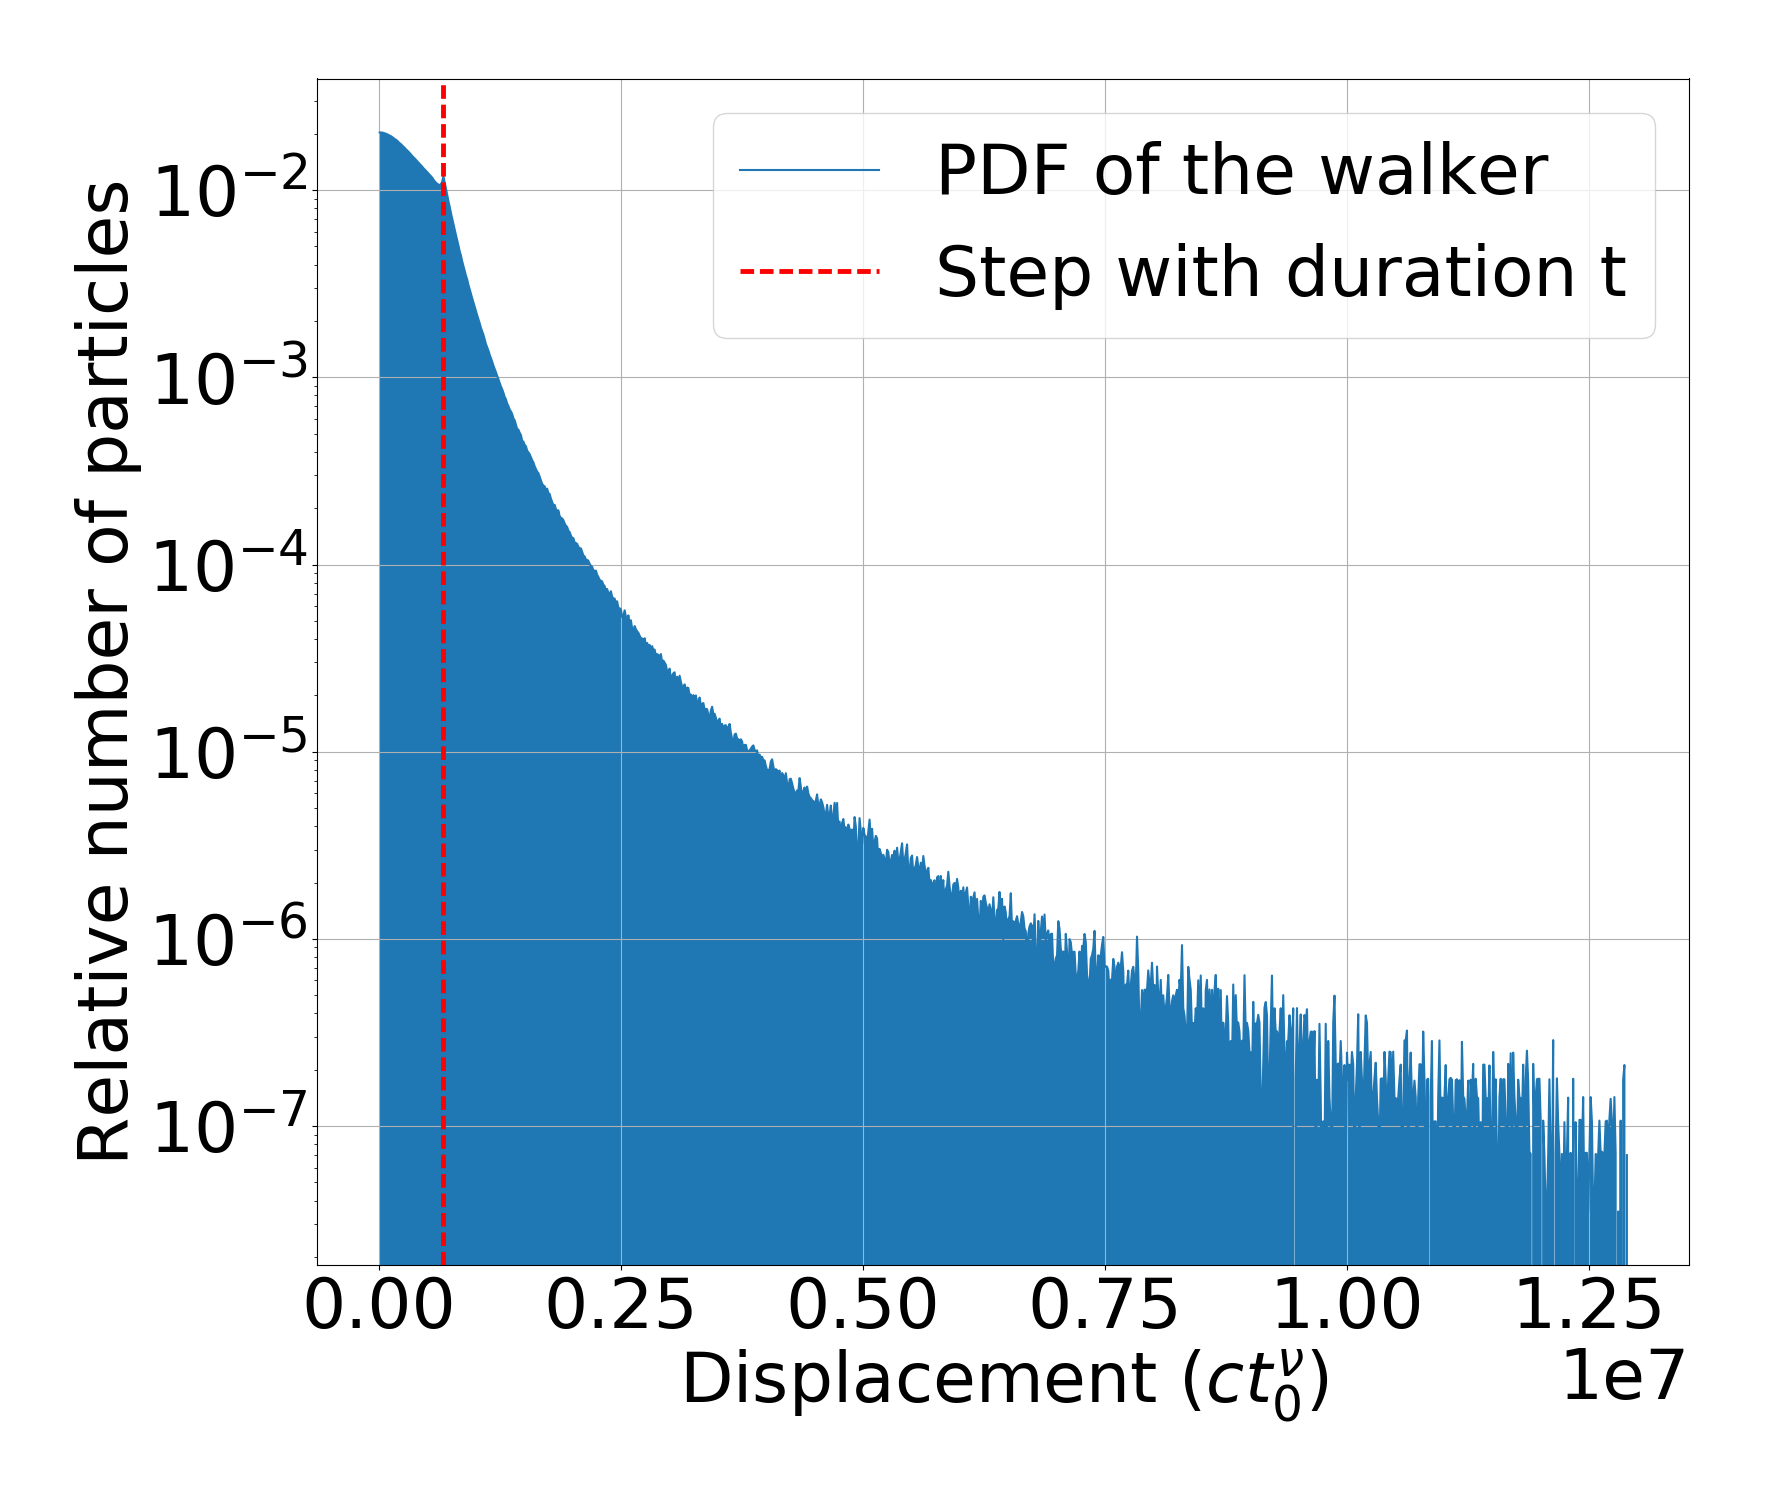 PDF of the walker
Step with duration t
Relative number of particles
10⁻²
10⁻³
10⁻⁴
10⁻⁵
10⁻⁶
10⁻⁷
0.00 0.25 0.50 0.75 1.00 1.25
1e7
Displacement (ct₀^ν)